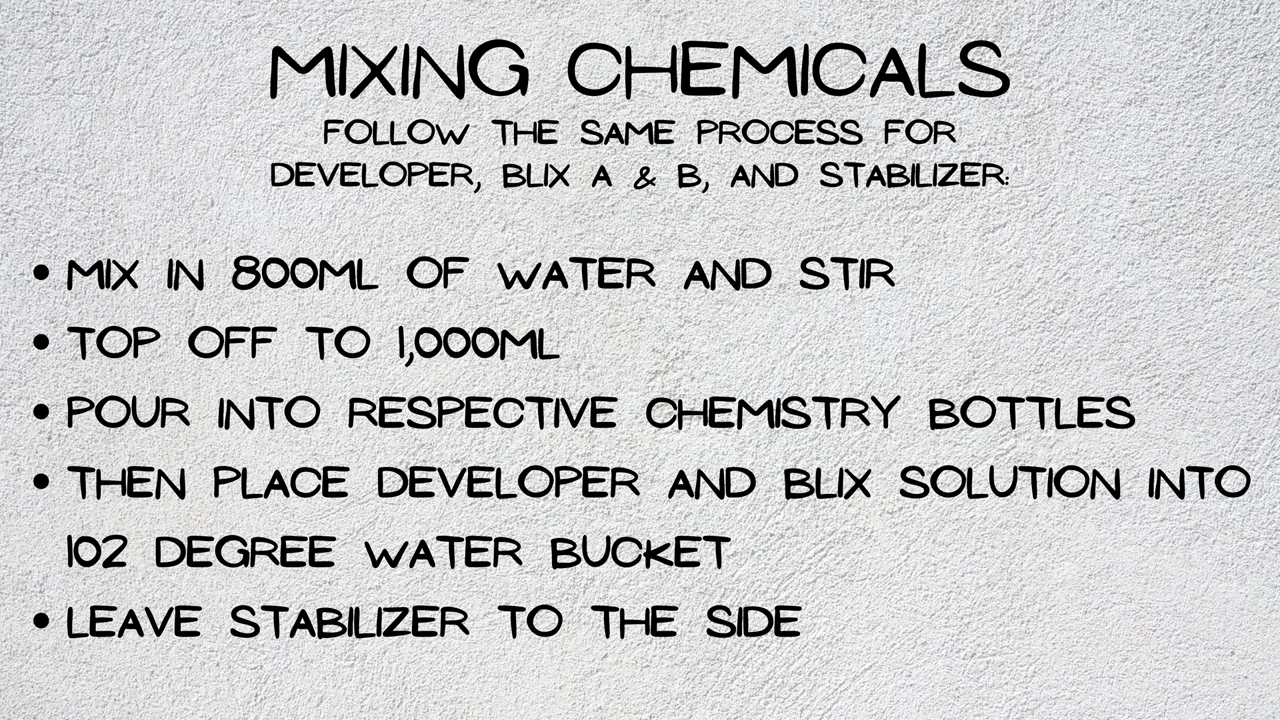 MIXING CHEMICALS
FOLLOW THE SAME PROCESS FOR
DEVELOPER, BLIX A & B, AND STABILIZER:
• MIX IN 800ML OF WATER AND STIR
• TOP OFF TO 1,000ML
• POUR INTO RESPECTIVE CHEMISTRY BOTTLES
• THEN PLACE DEVELOPER AND BLIX SOLUTION INTO
102 DEGREE WATER BUCKET
• LEAVE STABILIZER TO THE SIDE